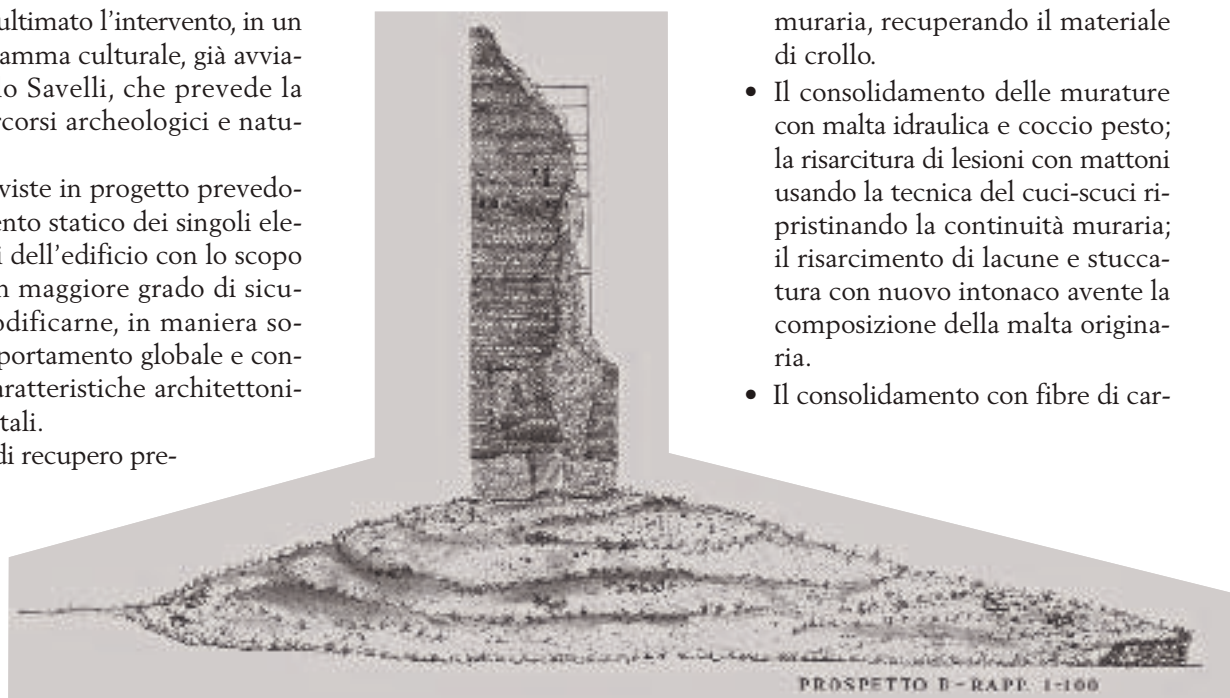 ultimato l'intervento, in un
amma culturale, già avvia-
o Savelli, che prevede la
rcorsi archeologici e natu-
viste in progetto prevedo-
ento statico dei singoli ele-
i dell'edificio con lo scopo
n maggiore grado di sicu-
odificarne, in maniera so-
portamento globale e con-
aratteristiche architettoni-
tali.
di recupero pre-
muraria, recuperando il materiale
di crollo.
• Il consolidamento delle murature
con malta idraulica e coccio pesto;
la risarcitura di lesioni con mattoni
usando la tecnica del cuci-scuci ri-
pristinando la continuità muraria;
il risarcimento di lacune e stucca-
tura con nuovo intonaco avente la
composizione della malta origina-
ria.
• Il consolidamento con fibre di car-
PROSPETTO B - RAPP. 1-100